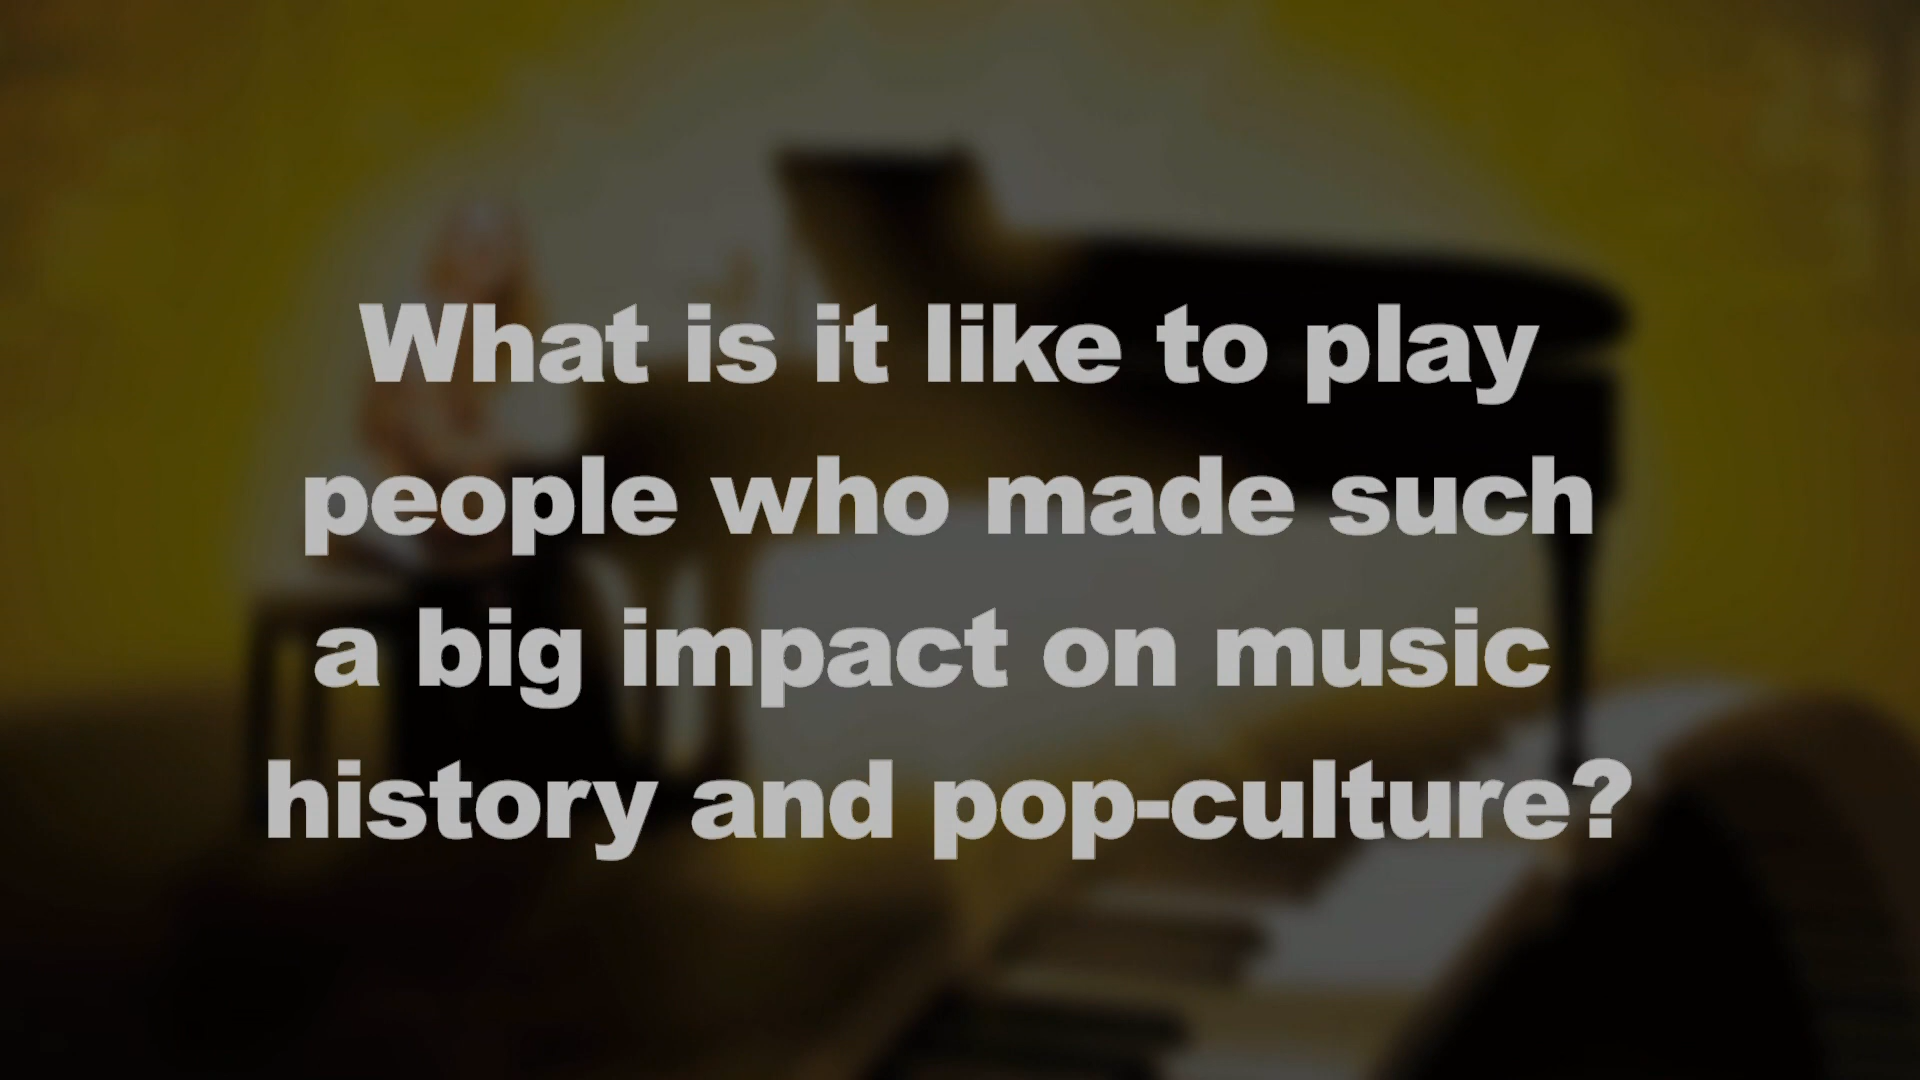 What is it like to play
people who made such
a big impact on music
history and pop-culture?